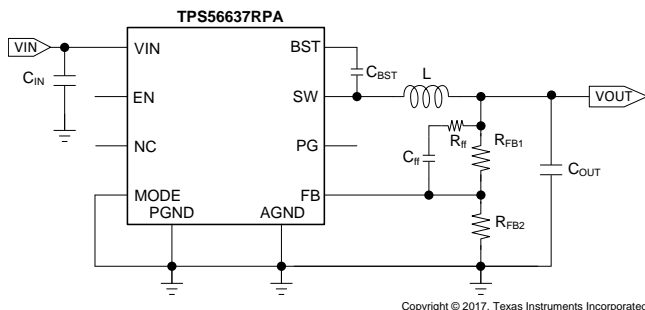 TPS56637RPA
VIN
VIN
BST
C_IN
C_BST
L
EN
SW
VOUT
NC
PG
C_ff
R_ff
R_FB1
C_OUT
MODE
FB
PGND
AGND
R_FB2
Copyright © 2017, Texas Instruments Incorporated